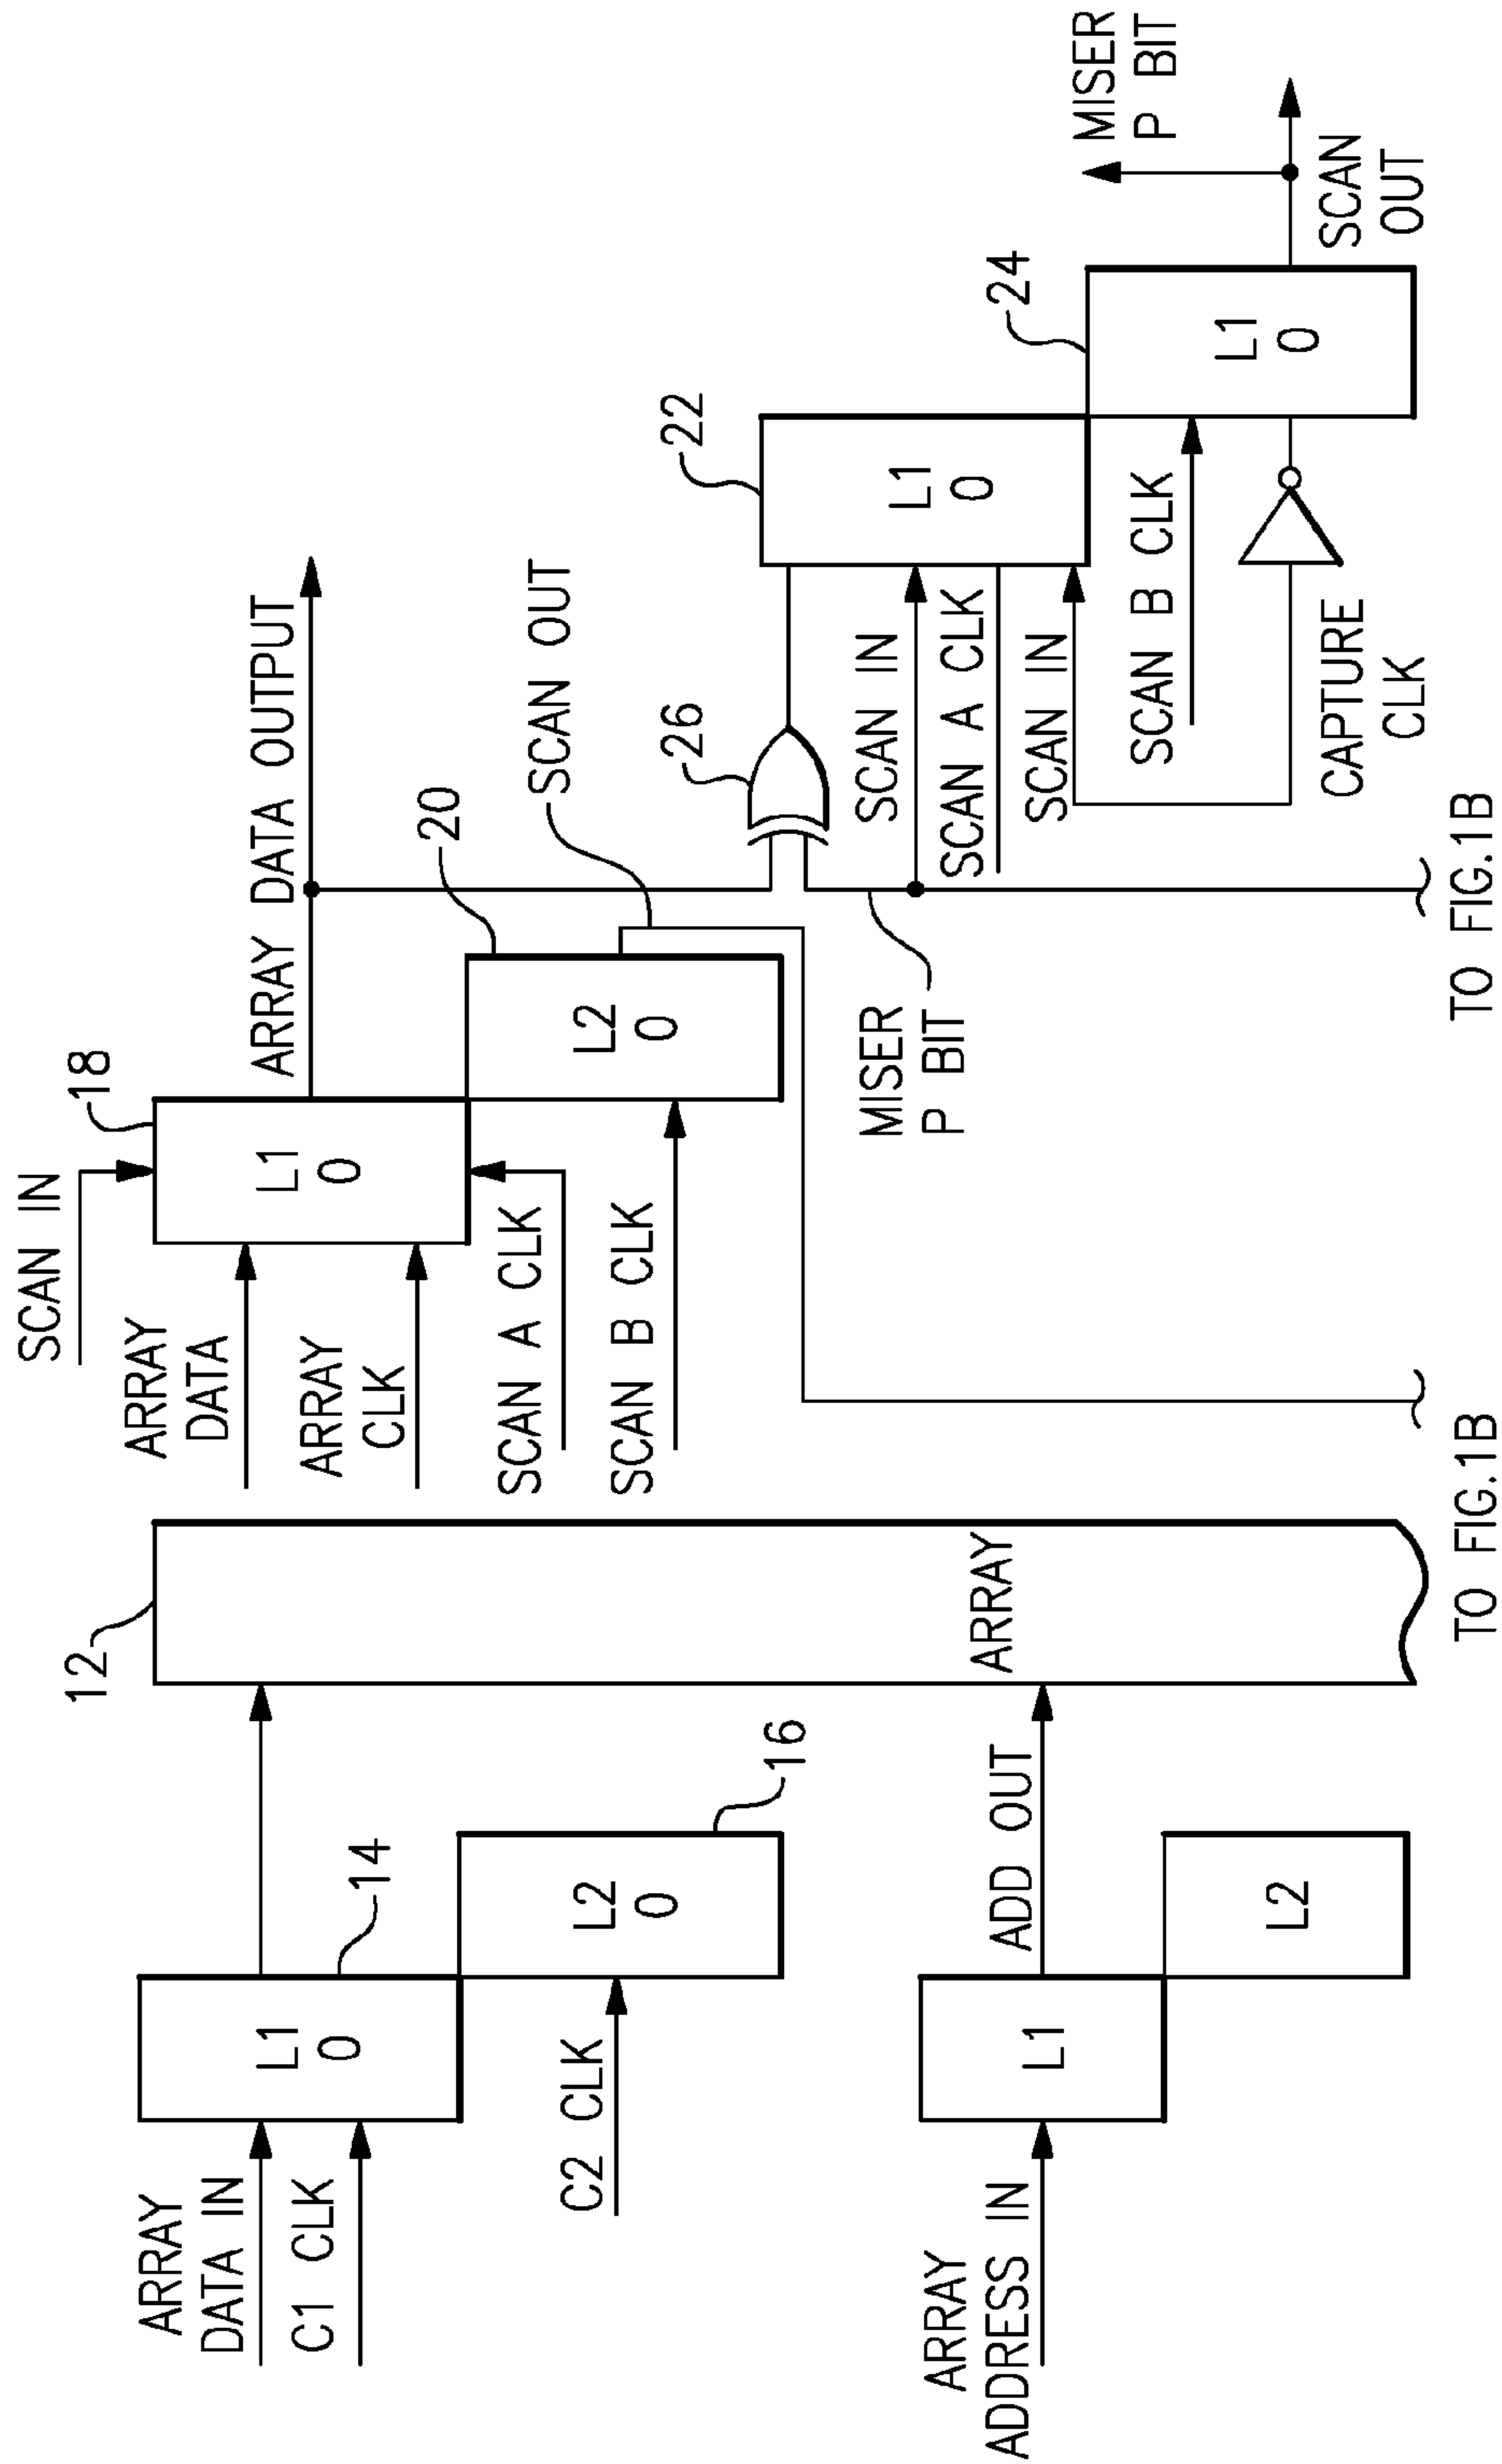 ARRAY
DATA IN
C1 CLK
L1
0
14
C2 CLK
L2
0
16
ARRAY
ADDRESS IN
L1
L2
ADD OUT
12
ARRAY
TO FIG.1B
SCAN IN
ARRAY
DATA
ARRAY
CLK
SCAN A CLK
SCAN B CLK
L1
0
18
L2
0
20
ARRAY DATA OUTPUT
SCAN OUT
MISER
P BIT
26
SCAN IN
SCAN A CLK
SCAN IN
SCAN B CLK
CAPTURE
CLK
L1
0
22
L1
0
24
MISER
P BIT
SCAN
OUT
TO FIG.1B